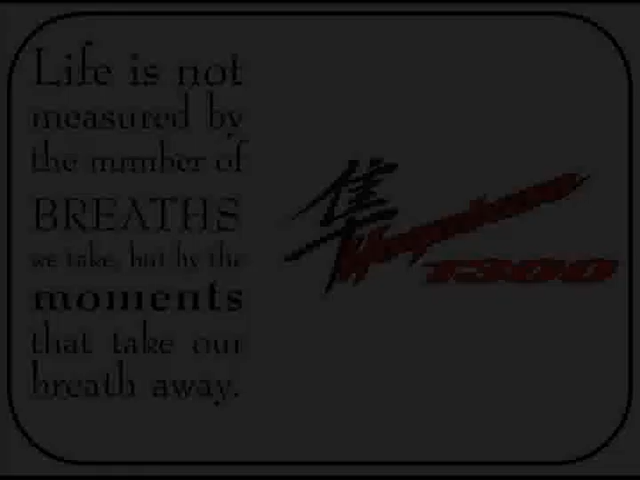 Life is not
measured by
the number of
BREATHS
we take, but by the
moments
that take our
breath away.
隼
Hayabusa
1300